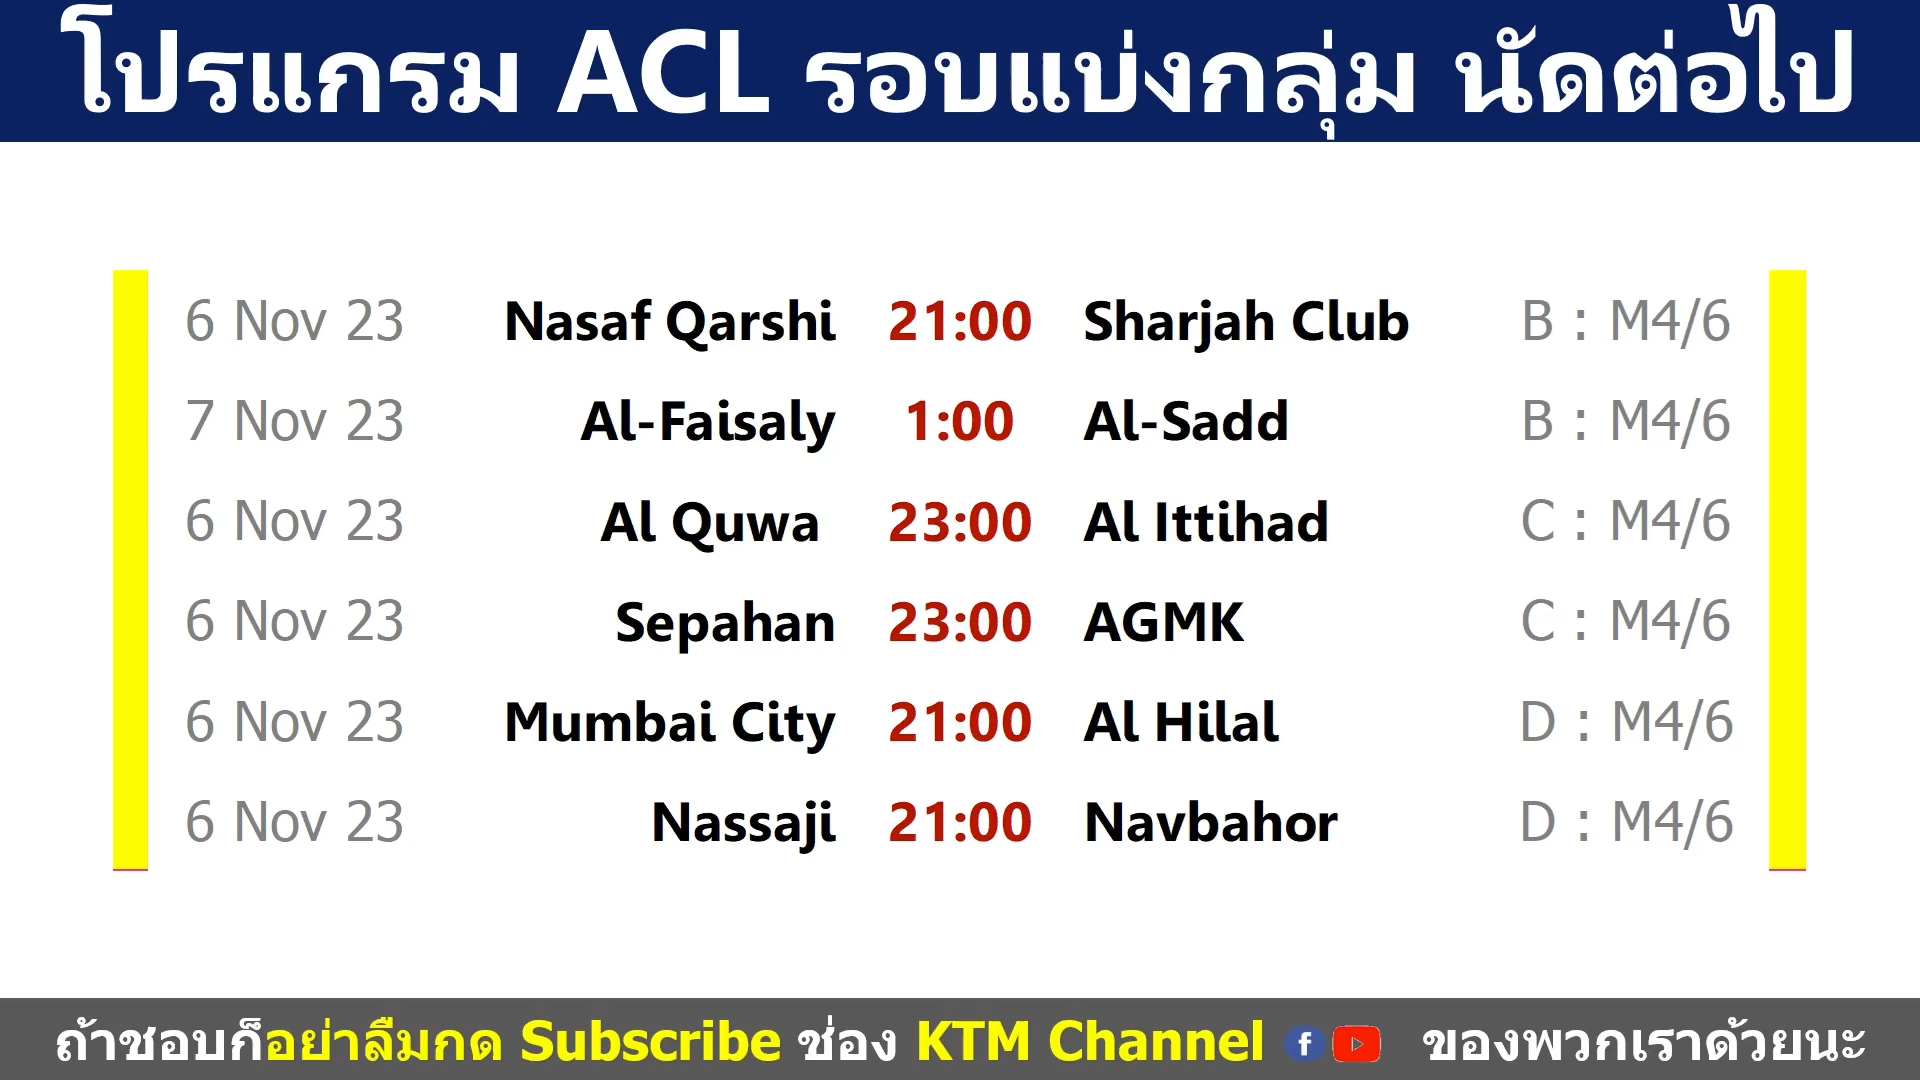 โปรแกรม ACL รอบแบ่งกลุ่ม นัดต่อไป
6 Nov 23 Nasaf Qarshi 21:00 Sharjah Club B : M4/6
7 Nov 23 Al-Faisaly 1:00 Al-Sadd B : M4/6
6 Nov 23 Al Quwa 23:00 Al Ittihad C : M4/6
6 Nov 23 Sepahan 23:00 AGMK C : M4/6
6 Nov 23 Mumbai City 21:00 Al Hilal D : M4/6
6 Nov 23 Nassaji 21:00 Navbahor D : M4/6
ถ้าชอบก็อย่าลืมกด Subscribe ช่อง KTM Channel f ของพวกเราด้วยนะ